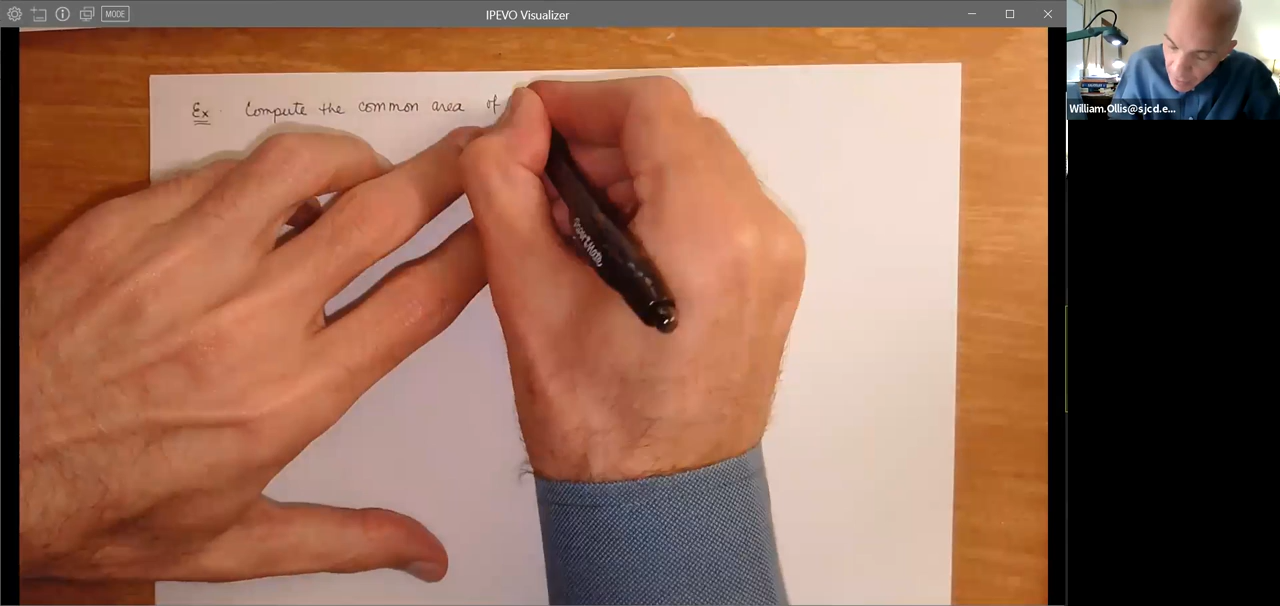 IPEVO Visualizer
MODE
William.Ollis@sjcd.e...
Ex Compute the common area of